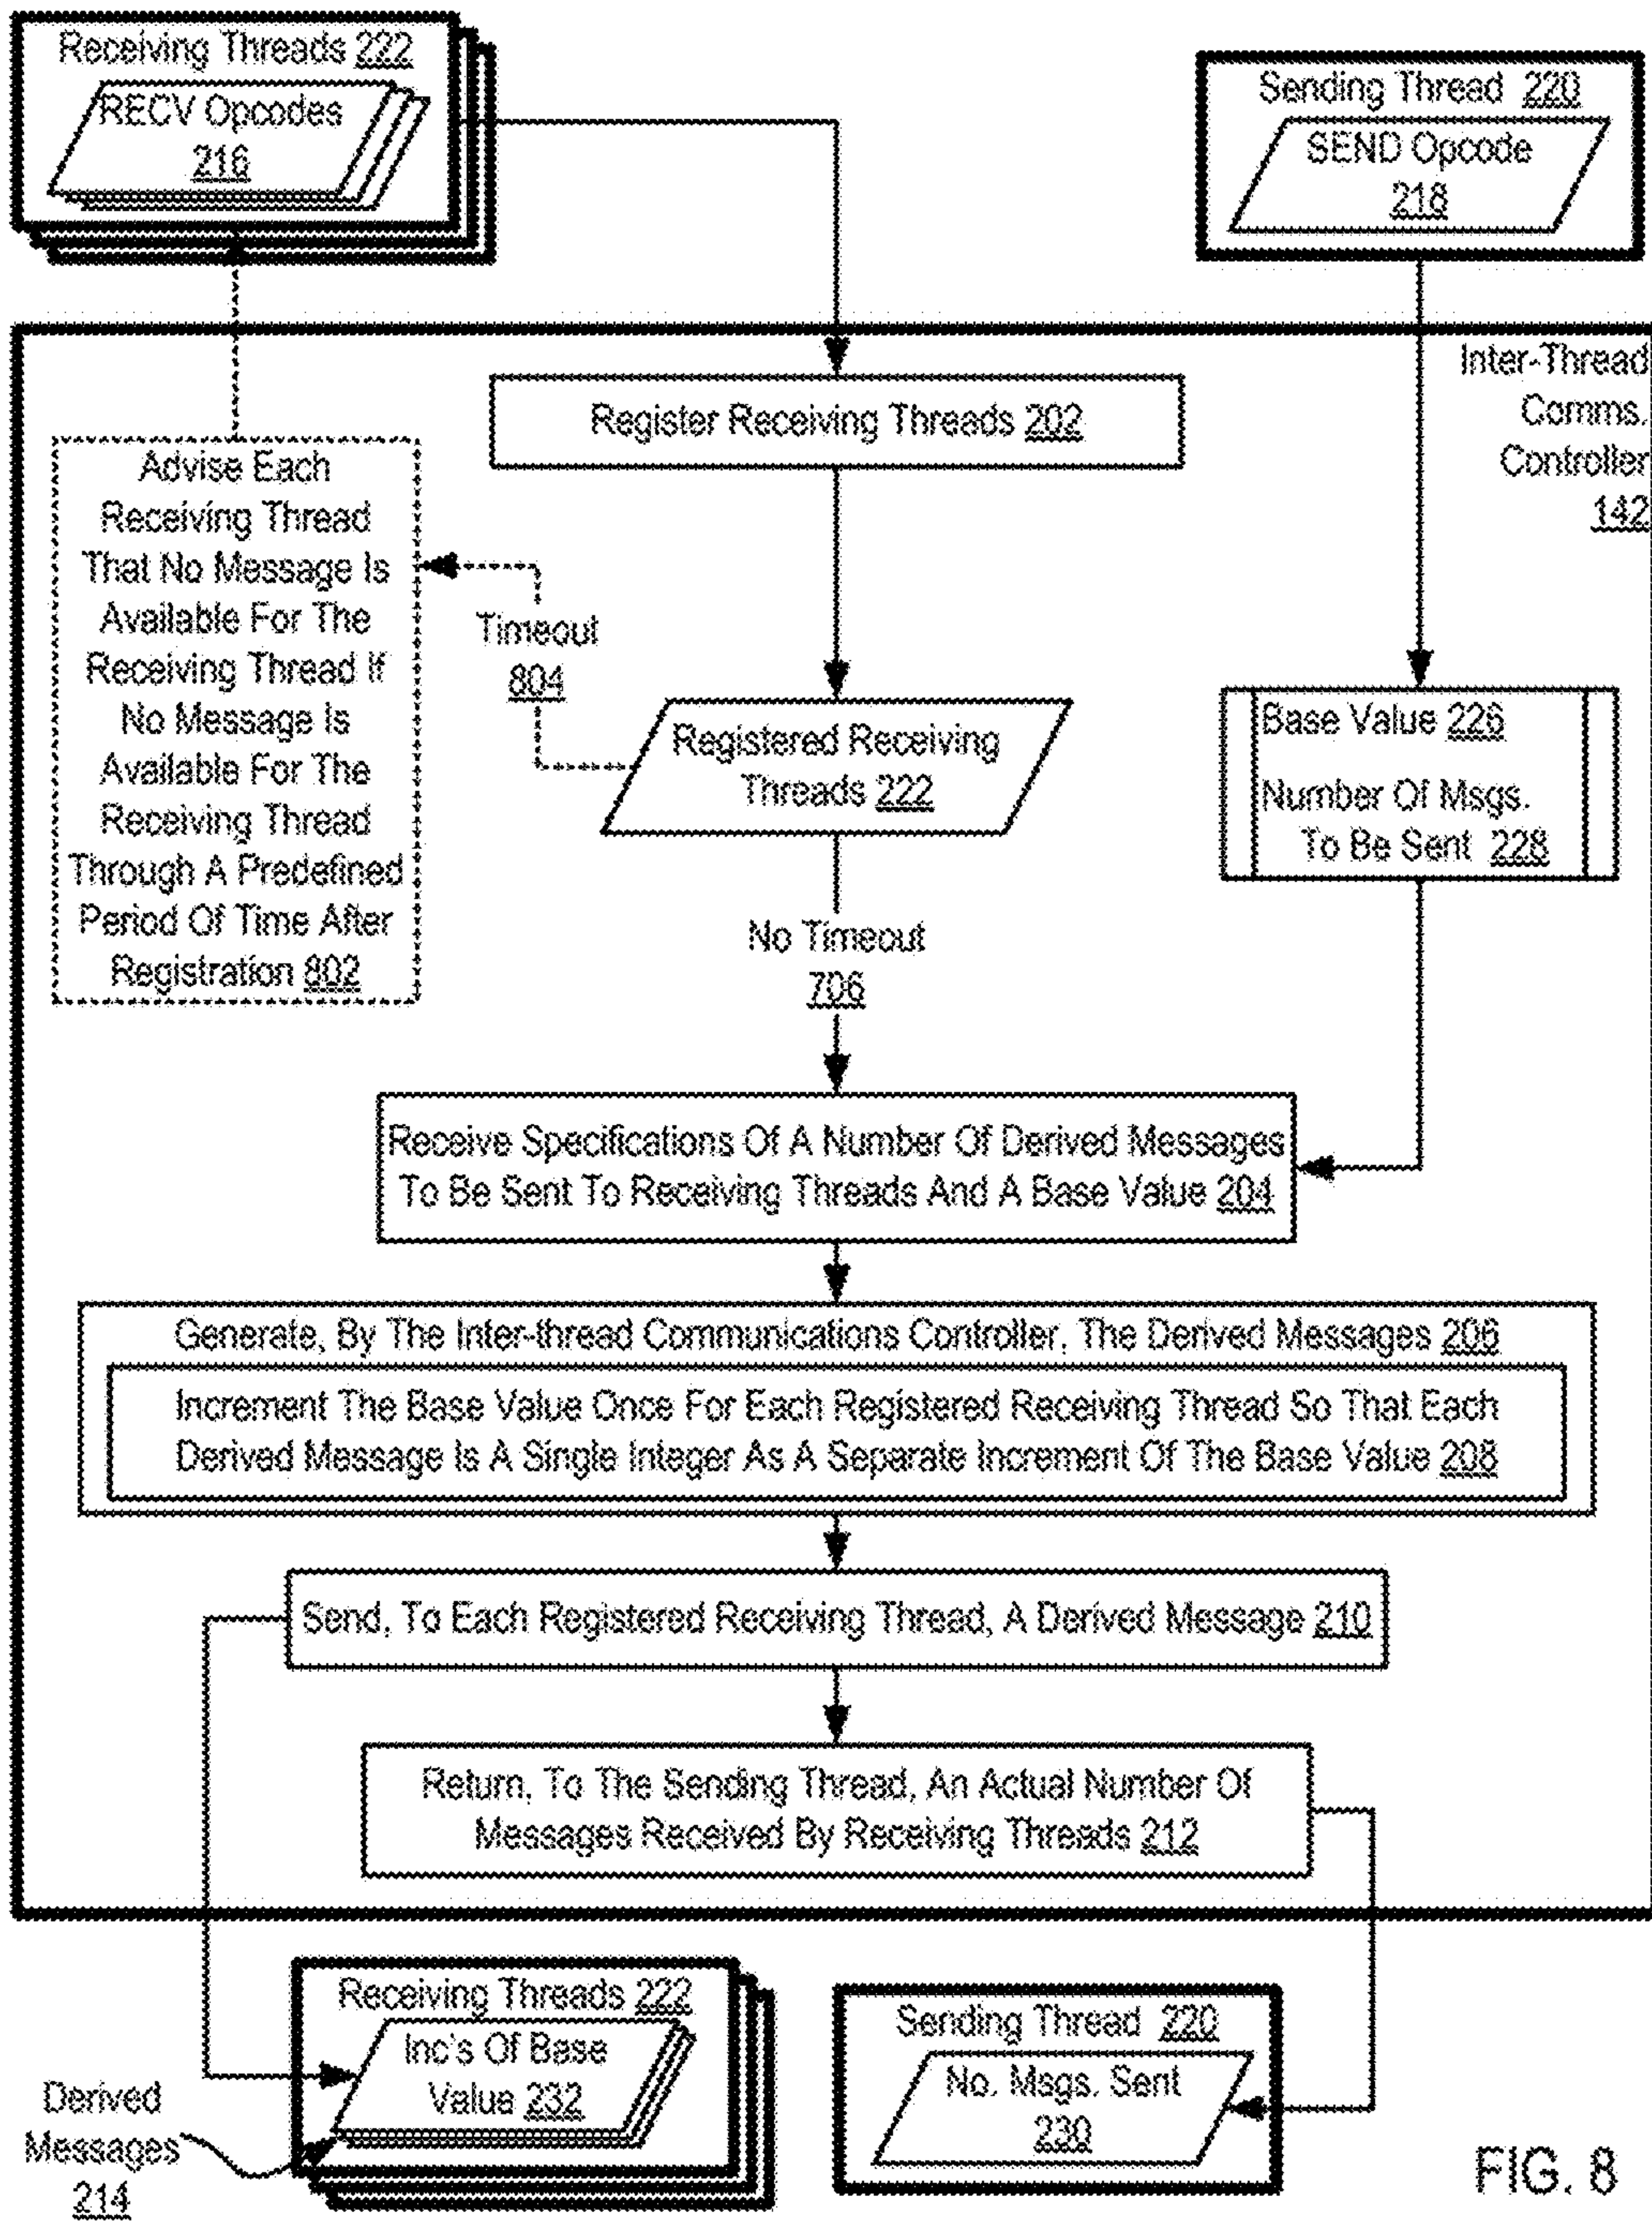 Receiving Threads 222
RECV Opcodes
216
Sending Thread 220
SEND Opcode
218
Inter-Thread
Comms.
Controller
142
Register Receiving Threads 202
Advise Each
Receiving Thread
That No Message Is
Available For The
Receiving Thread If
No Message Is
Available For The
Receiving Thread
Through A Predefined
Period Of Time After
Registration 802
Timeout
804
Registered Receiving
Threads 222
Base Value 226
Number Of Msgs.
To Be Sent 228
No Timeout
706
Receive Specifications Of A Number Of Derived Messages
To Be Sent To Receiving Threads And A Base Value 204
Generate, By The Inter-thread Communications Controller, The Derived Messages 206
Increment The Base Value Once For Each Registered Receiving Thread So That Each
Derived Message Is A Single Integer As A Separate Increment Of The Base Value 208
Send, To Each Registered Receiving Thread, A Derived Message 210
Return, To The Sending Thread, An Actual Number Of
Messages Received By Receiving Threads 212
Receiving Threads 222
Inc's Of Base
Value 232
Sending Thread 220
No. Msgs. Sent
230
Derived
Messages
214
FIG. 8